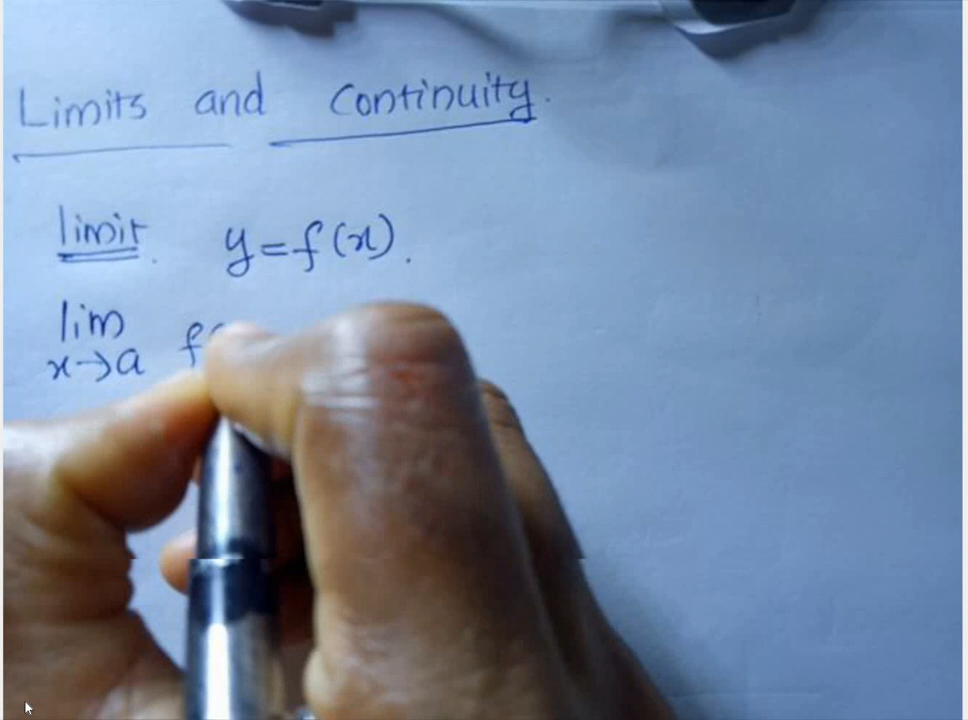 Limits and Continuity.
limit. y=f(x).
lim f(
x→a